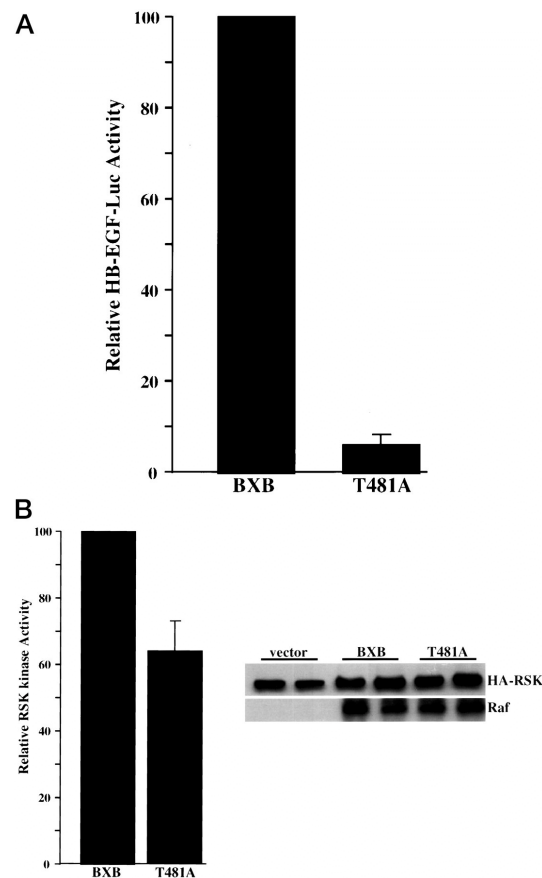 A
Relative HB-EGF-Luc Activity
100
80
60
40
20
0
BXB T481A
B
Relative RSK kinase Activity
100
80
60
40
20
0
BXB T481A
vector BXB T481A
HA-RSK
Raf